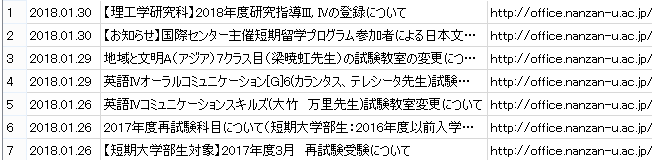 1 2018.01.30 【理工学研究科】2018年度研究指導Ⅲ, Ⅳの登録について http://office.nanzan-u.ac.jp/
2 2018.01.30 【お知らせ】国際センター主催短期留学プログラム参加者による日本文… http://office.nanzan-u.ac.jp/
3 2018.01.29 地域と文明A（アジア）7クラス目（梁暁虹先生）の試験教室の変更につ… http://office.nanzan-u.ac.jp/
4 2018.01.29 英語Ⅳオーラルコミュニケーション[G]6(カランタス、テレシータ先生)試験… http://office.nanzan-u.ac.jp/
5 2018.01.26 英語Ⅳコミュニケーションスキルズ(大竹　万里先生)試験教室変更について http://office.nanzan-u.ac.jp/
6 2018.01.26 2017年度再試験科目について(短期大学部生：2016年度以前入学… http://office.nanzan-u.ac.jp/
7 2018.01.26 【短期大学部生対象】2017年度3月　再試験受験について http://office.nanzan-u.ac.jp/